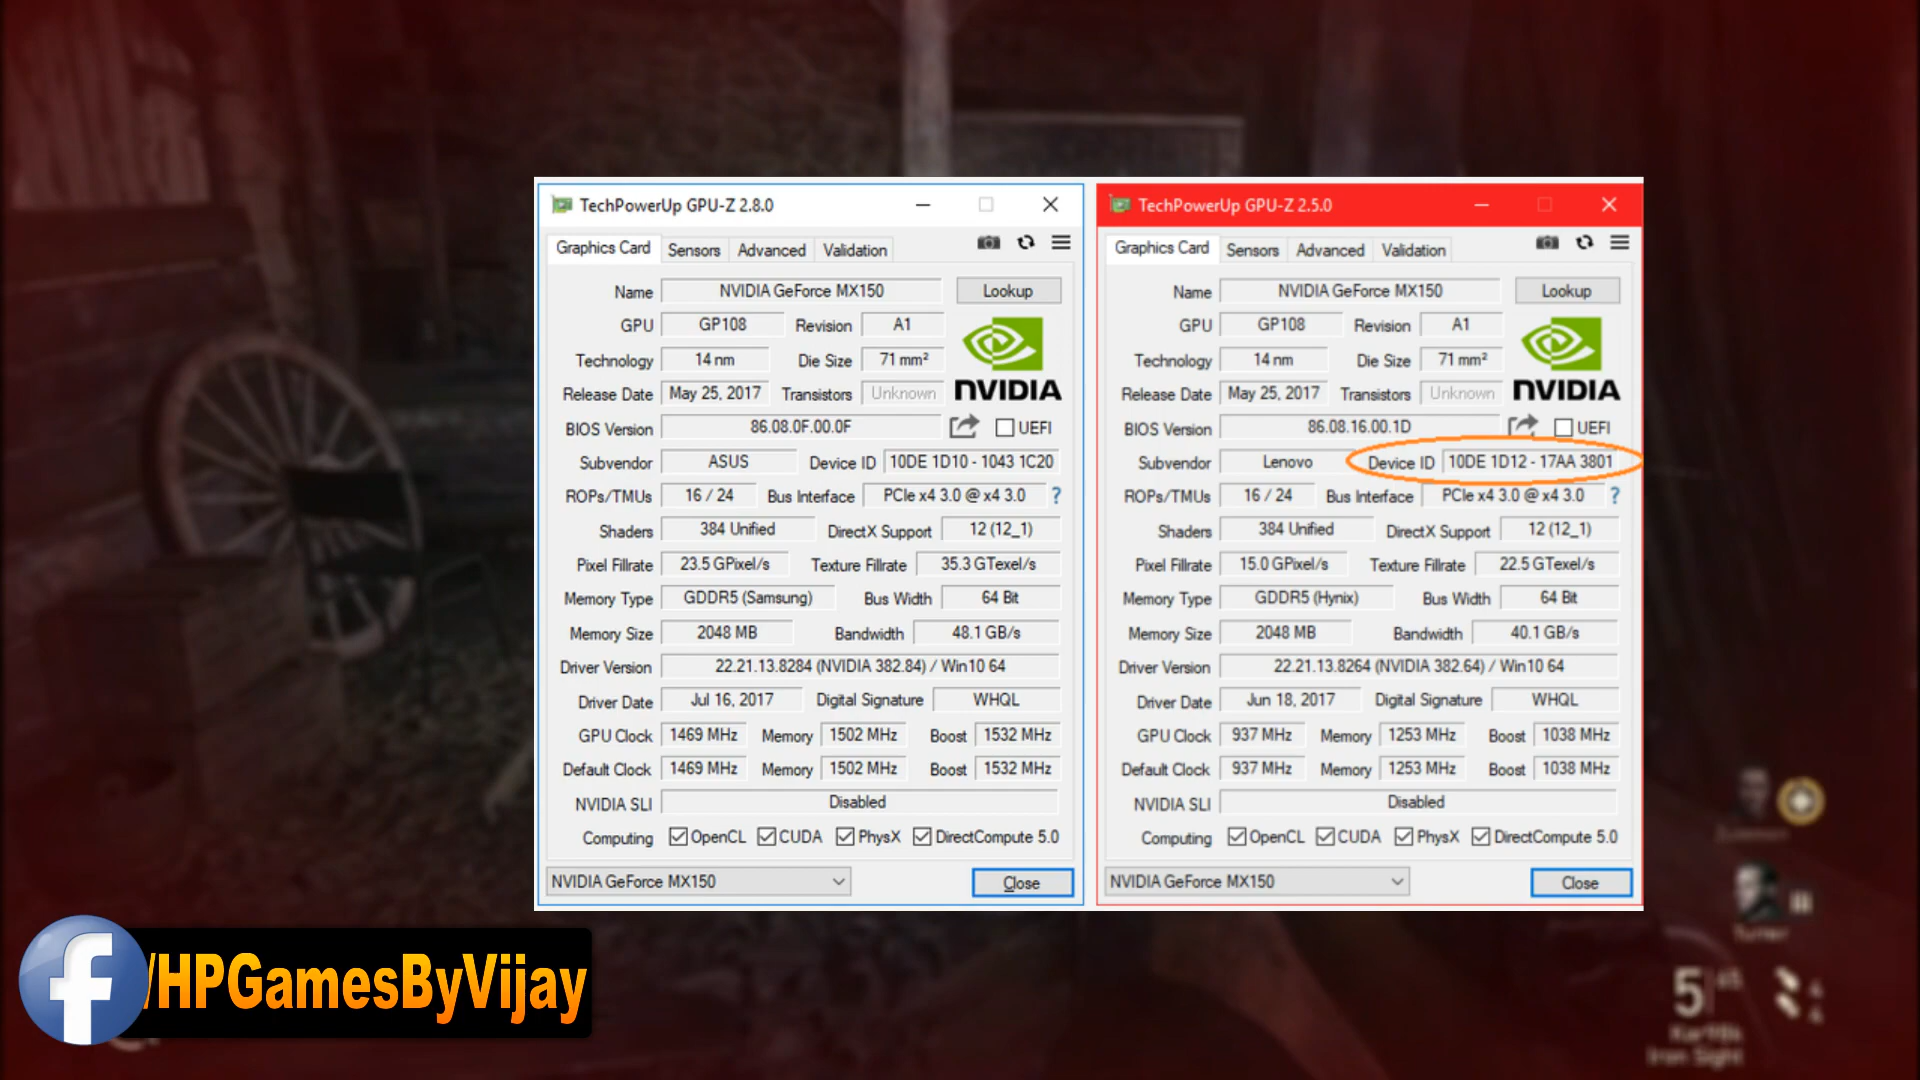 TechPowerUp GPU-Z 2.8.0
Graphics Card Sensors Advanced Validation
Name NVIDIA GeForce MX150 Lookup
GPU GP108 Revision A1
Technology 14 nm Die Size 71 mm²
Release Date May 25, 2017 Transistors Unknown
NVIDIA
BIOS Version 86.08.0F.00.0F UEFI
Subvendor ASUS Device ID 10DE 1D10 - 1043 1C20
ROPs/TMUs 16 / 24 Bus Interface PCIe x4 3.0 @ x4 3.0 ?
Shaders 384 Unified DirectX Support 12 (12_1)
Pixel Fillrate 23.5 GPixel/s Texture Fillrate 35.3 GTexel/s
Memory Type GDDR5 (Samsung) Bus Width 64 Bit
Memory Size 2048 MB Bandwidth 48.1 GB/s
Driver Version 22.21.13.8284 (NVIDIA 382.84) / Win10 64
Driver Date Jul 16, 2017 Digital Signature WHQL
GPU Clock 1469 MHz Memory 1502 MHz Boost 1532 MHz
Default Clock 1469 MHz Memory 1502 MHz Boost 1532 MHz
NVIDIA SLI Disabled
Computing OpenCL CUDA PhysX DirectCompute 5.0
NVIDIA GeForce MX150 Close
TechPowerUp GPU-Z 2.5.0
Graphics Card Sensors Advanced Validation
Name NVIDIA GeForce MX150 Lookup
GPU GP108 Revision A1
Technology 14 nm Die Size 71 mm²
Release Date May 25, 2017 Transistors Unknown
NVIDIA
BIOS Version 86.08.16.00.1D UEFI
Subvendor Lenovo Device ID 10DE 1D12 - 17AA 3801
ROPs/TMUs 16 / 24 Bus Interface PCIe x4 3.0 @ x4 3.0 ?
Shaders 384 Unified DirectX Support 12 (12_1)
Pixel Fillrate 15.0 GPixel/s Texture Fillrate 22.5 GTexel/s
Memory Type GDDR5 (Hynix) Bus Width 64 Bit
Memory Size 2048 MB Bandwidth 40.1 GB/s
Driver Version 22.21.13.8264 (NVIDIA 382.64) / Win10 64
Driver Date Jun 18, 2017 Digital Signature WHQL
GPU Clock 937 MHz Memory 1253 MHz Boost 1038 MHz
Default Clock 937 MHz Memory 1253 MHz Boost 1038 MHz
NVIDIA SLI Disabled
Computing OpenCL CUDA PhysX DirectCompute 5.0
NVIDIA GeForce MX150 Close
f/HPGamesByVijay
5
Iron Sight